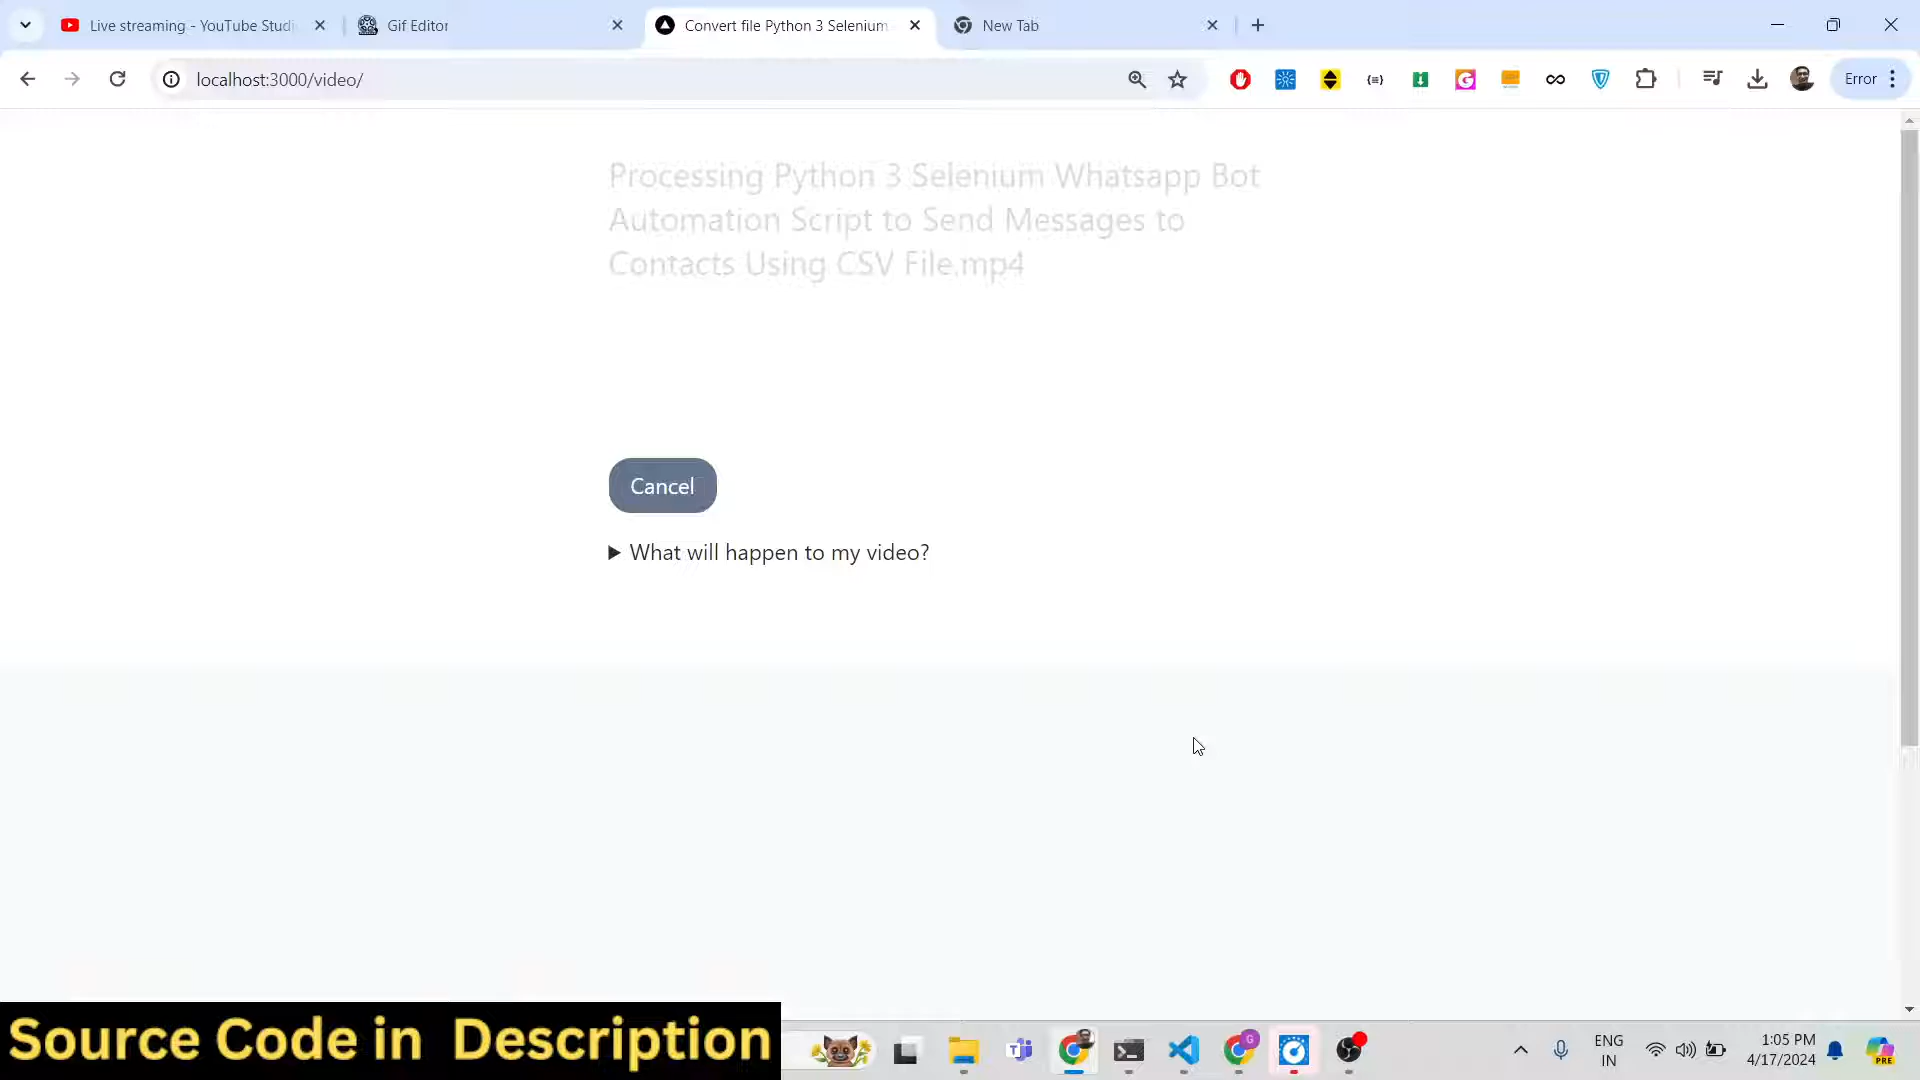 Live streaming - YouTube Studi
Gif Editor
Convert file Python 3 Selenium
New Tab
localhost:3000/video/
Error
Processing Python 3 Selenium Whatsapp Bot
Automation Script to Send Messages to
Contacts Using CSV File.mp4
Cancel
What will happen to my video?
Source Code in Description
ENG
IN
1:05 PM
4/17/2024
PRE